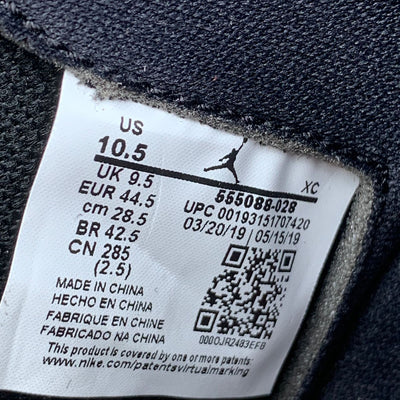 US
10.5
XC
UK 9.5
555088-028
EUR 44.5
UPC 00193151707420
cm 28.5
03/20/19 05/15/19
BR 42.5
CN 285
(2.5)
MADE IN CHINA
HECHO EN CHINA
FABRIQUE EN CHINE
FABRICADO NA CHINA
0000JR2483EFB
This product is covered by one or more patents
www.nike.com/patentsvirtualmarking